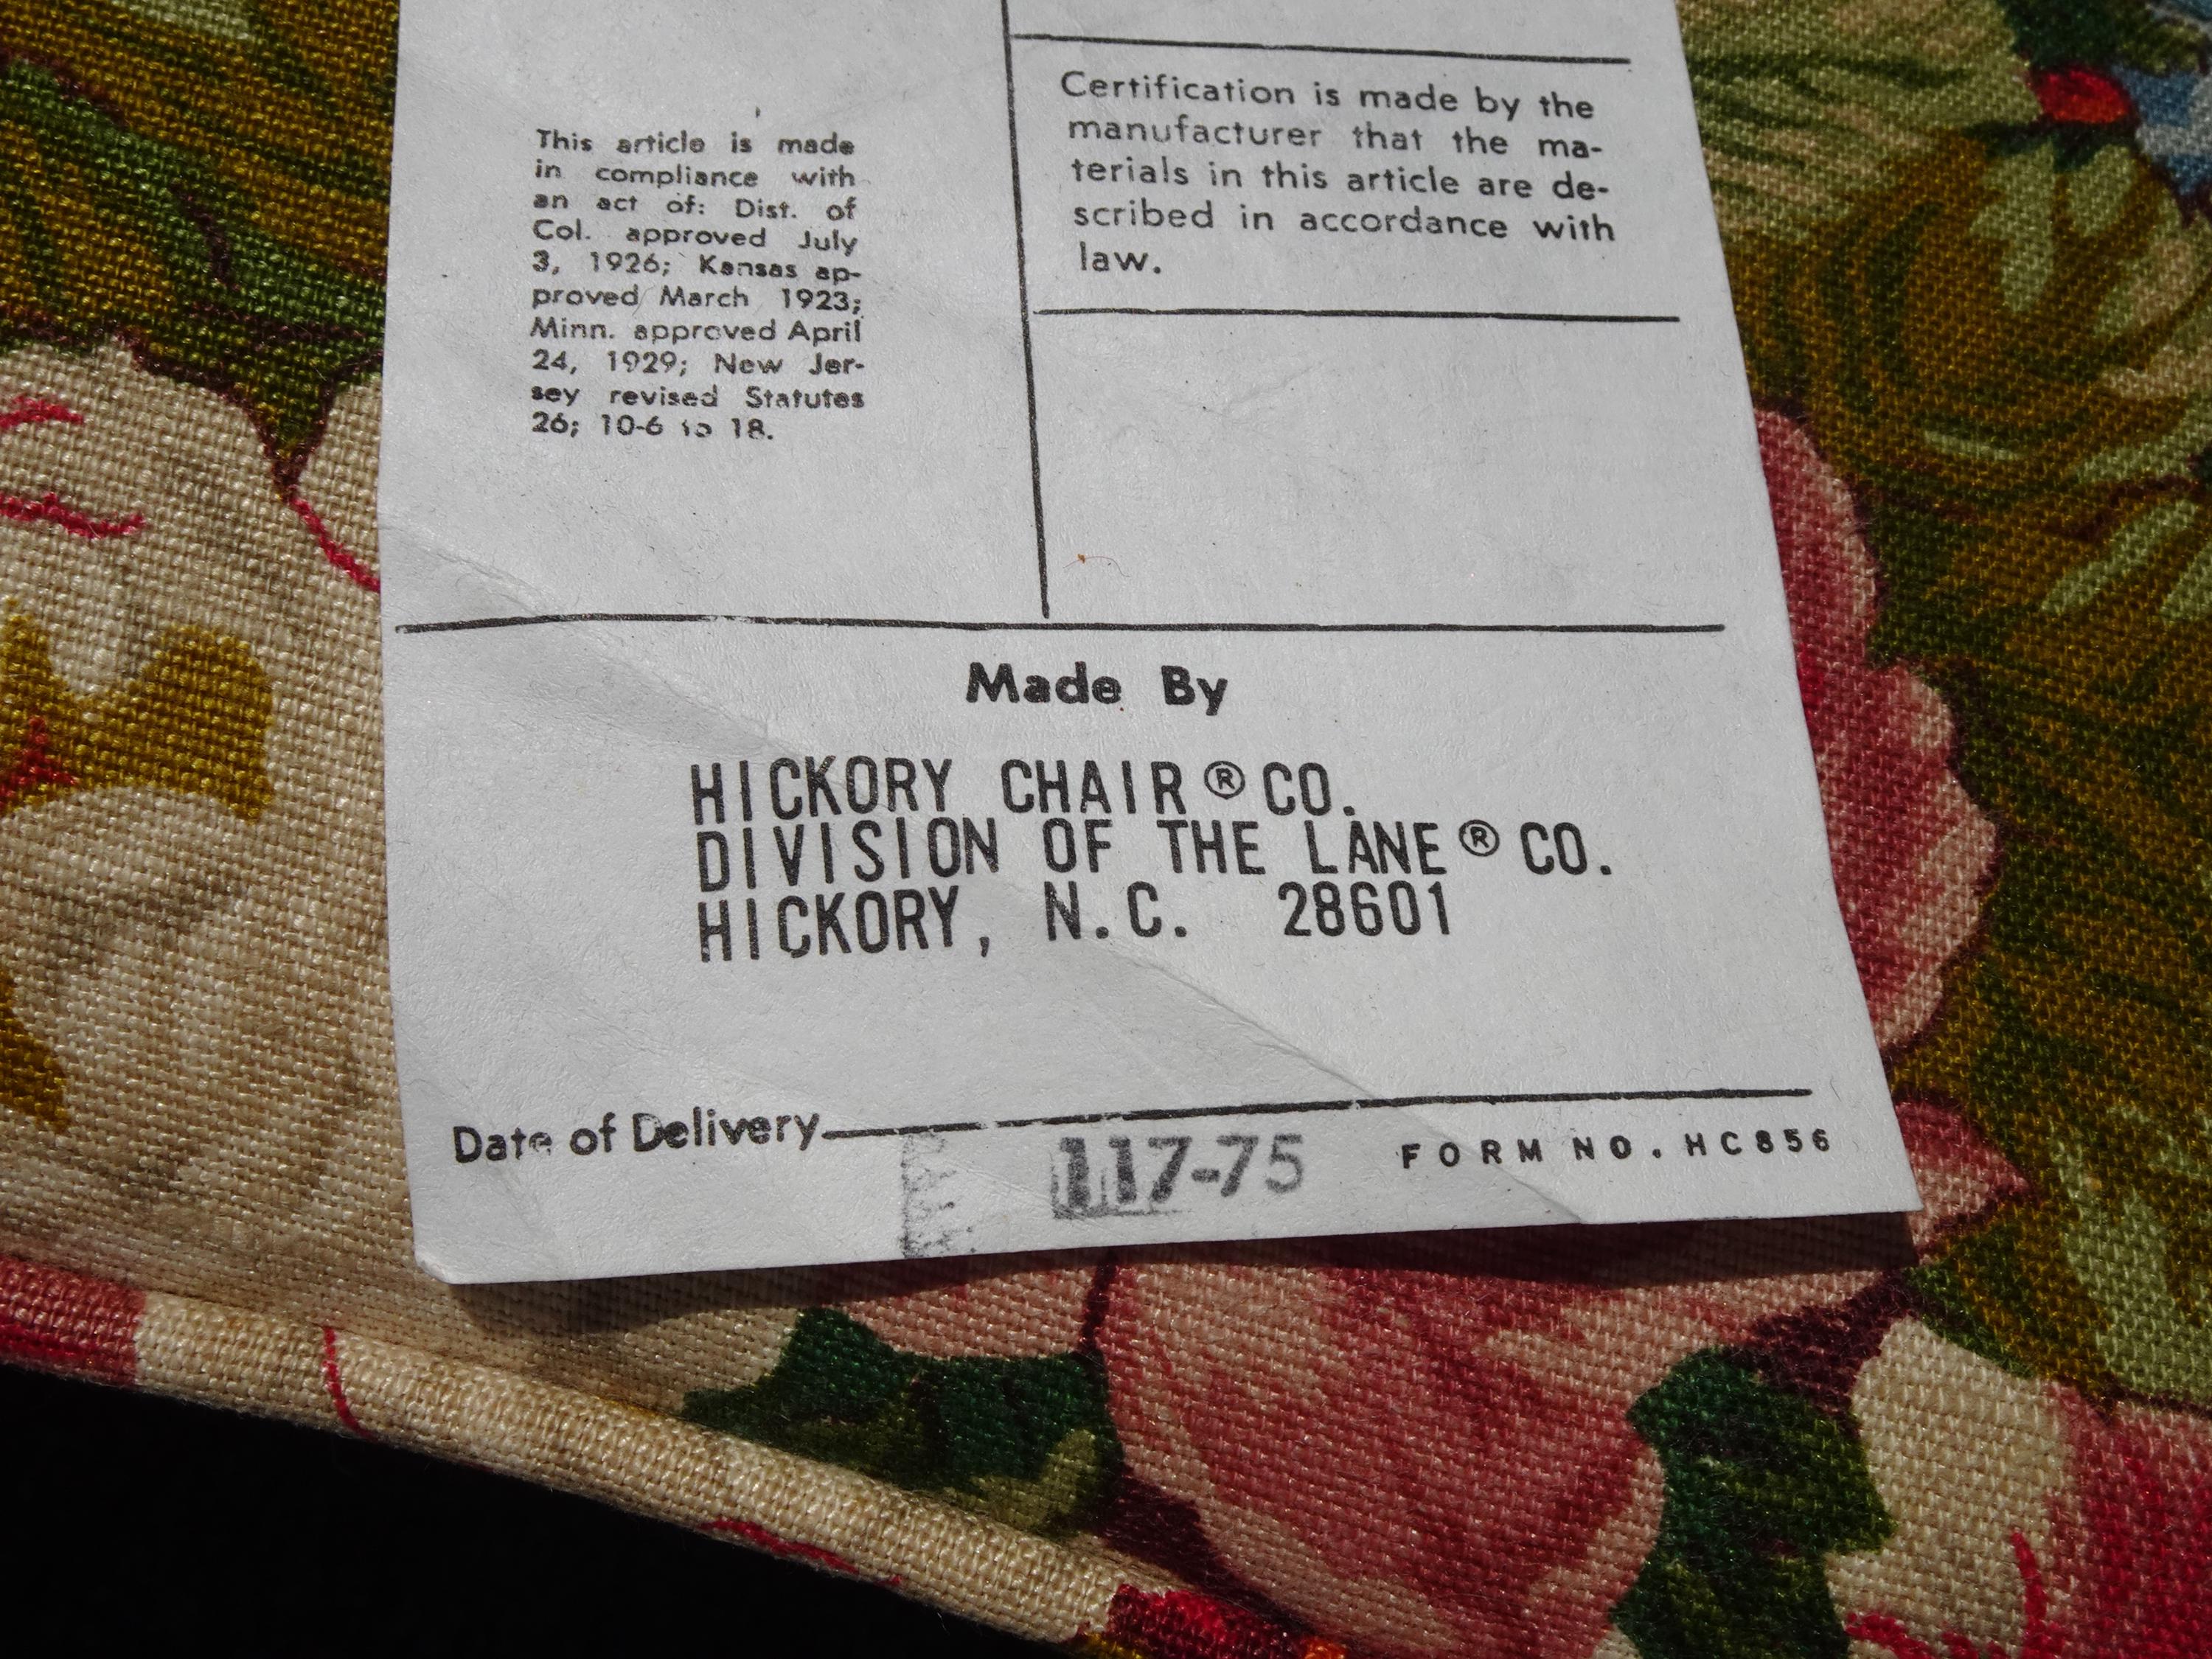 This article is made
in compliance with
an act of: Dist. of
Col. approved July
3, 1926; Kansas ap-
proved March 1923;
Minn. approved April
24, 1929; New Jer-
sey revised Statutes
26; 10-6 to 18.
Certification is made by the
manufacturer that the ma-
terials in this article are de-
scribed in accordance with
law.
Made By
HICKORY CHAIR® CO.
DIVISION OF THE LANE® CO.
HICKORY, N.C. 28601
Date of Delivery
117-75
FORM NO. HC856